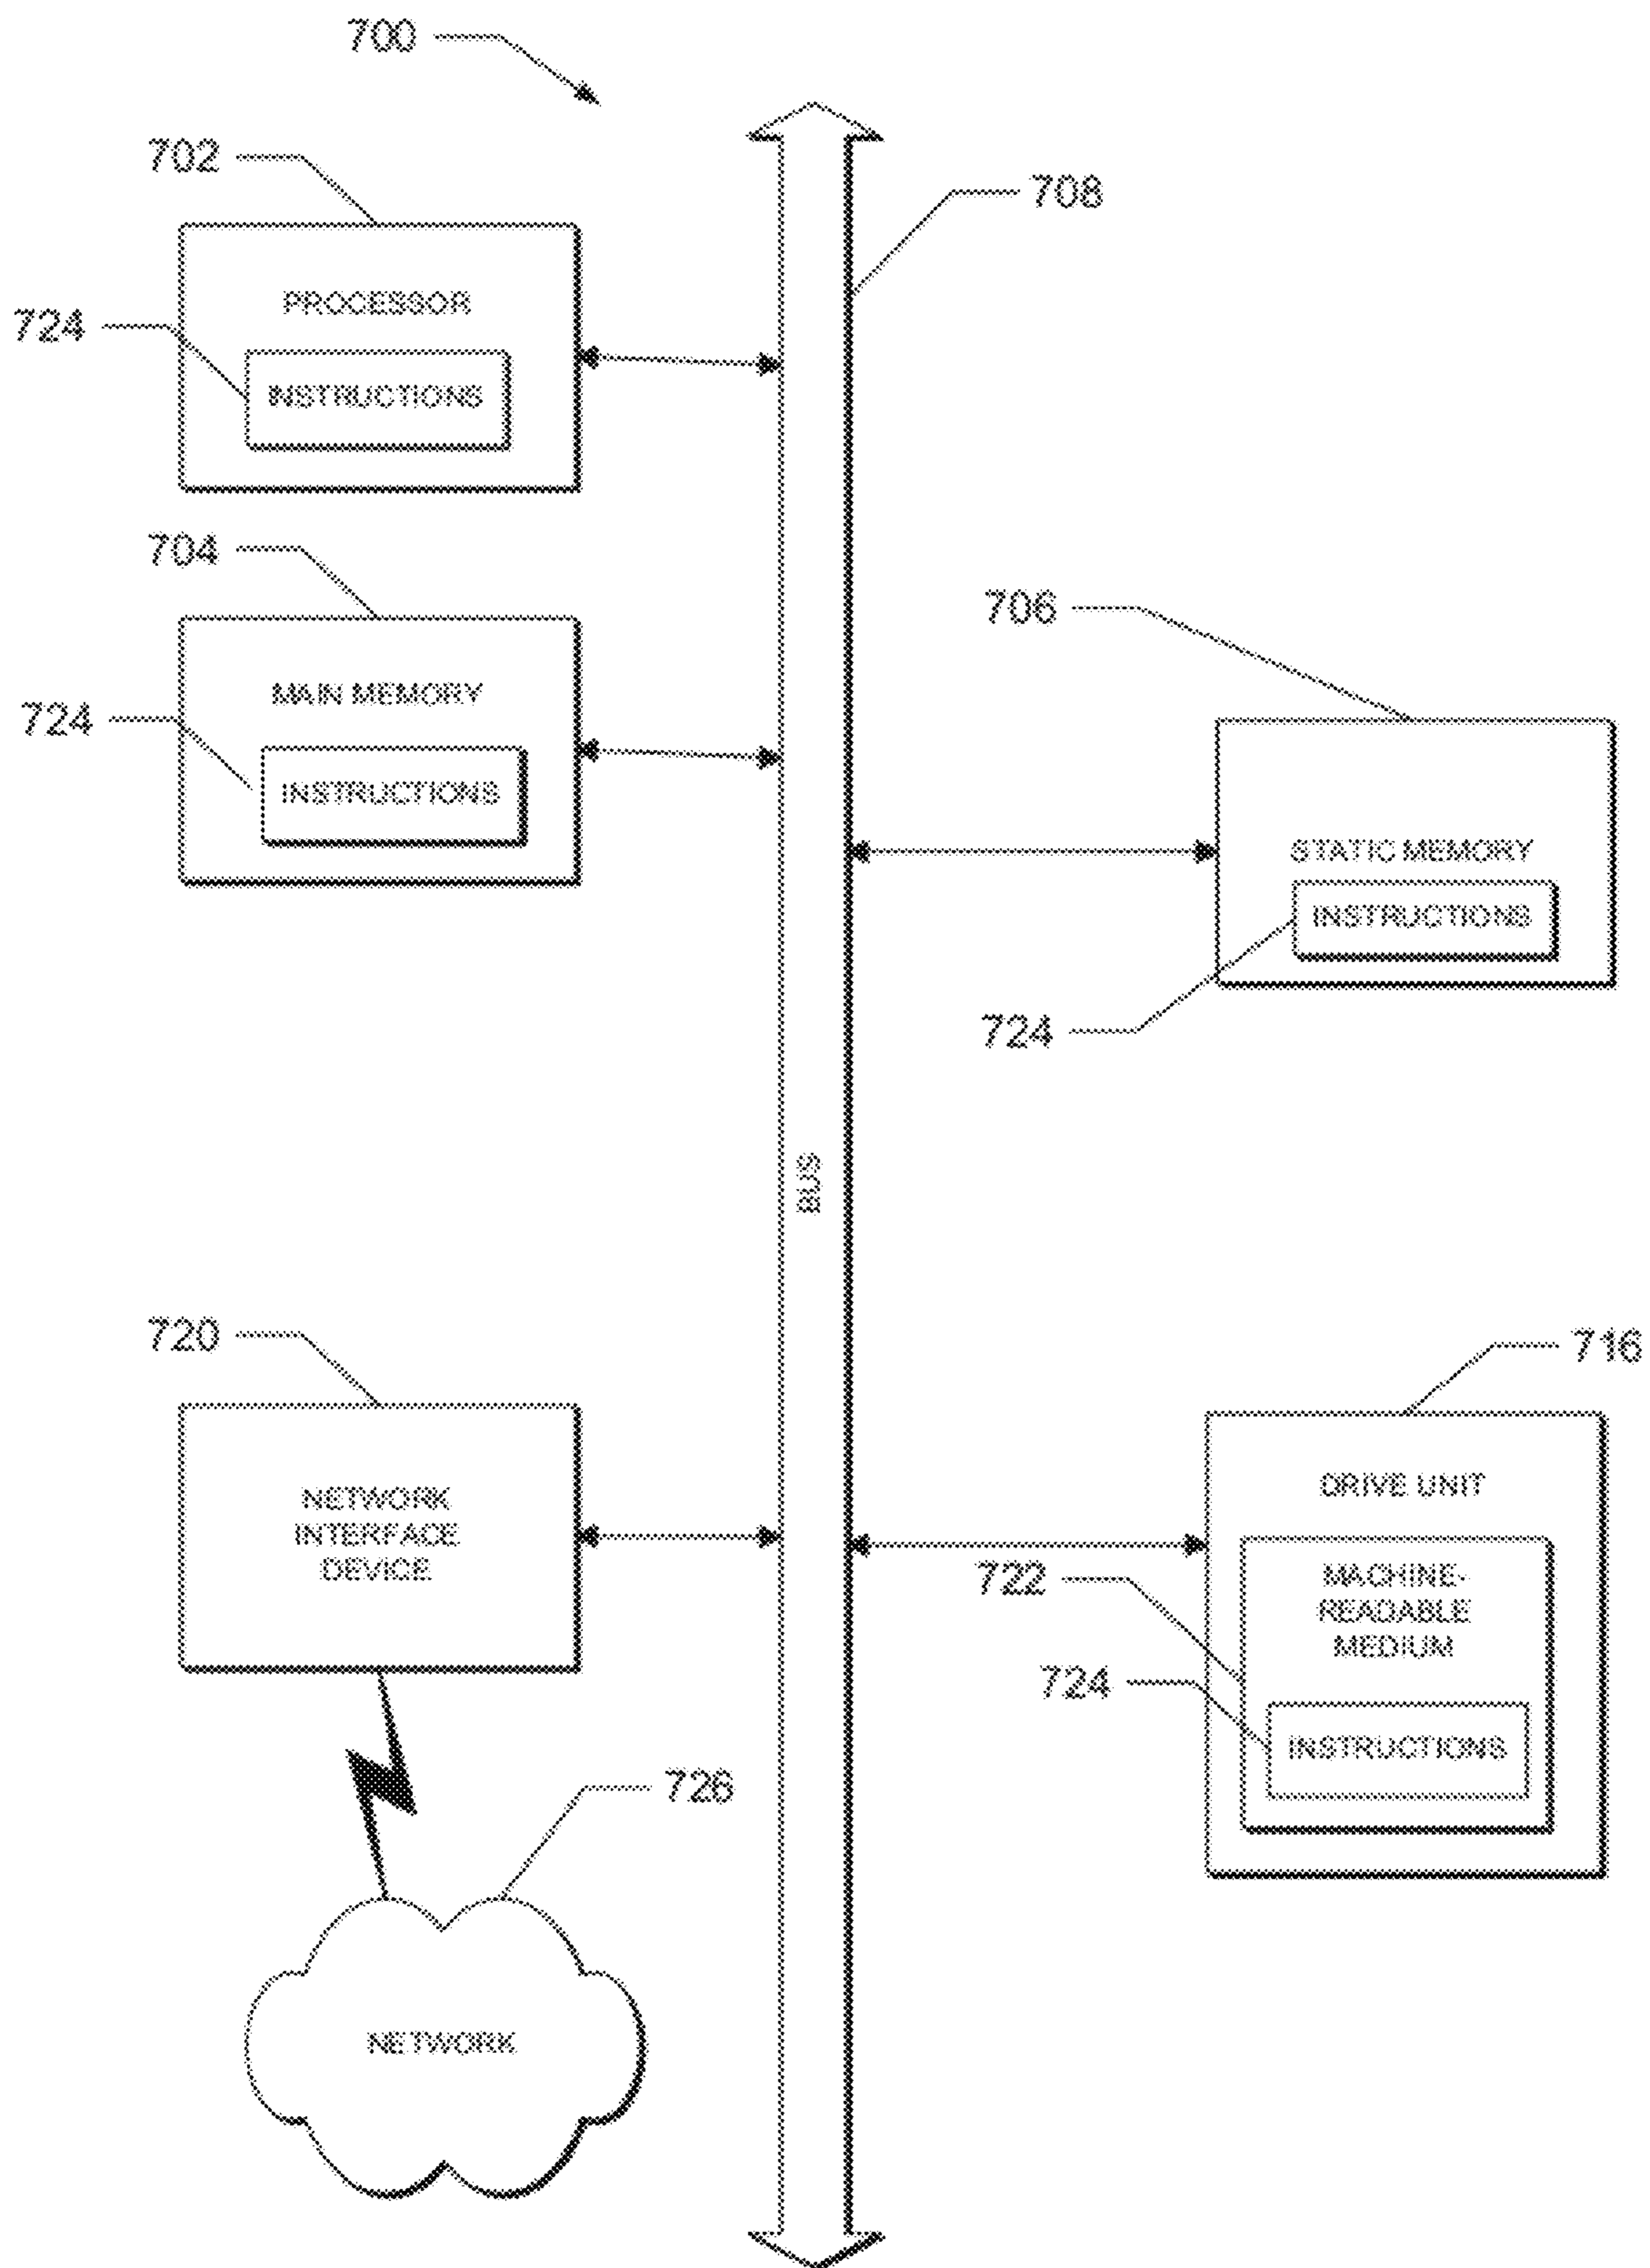 700
702
708
PROCESSOR
724
INSTRUCTIONS
704
706
MAIN MEMORY
724
INSTRUCTIONS
STATIC MEMORY
INSTRUCTIONS
724
BUS
720
716
DRIVE UNIT
NETWORK
INTERFACE
DEVICE
722
MACHINE-
READABLE
MEDIUM
724
INSTRUCTIONS
726
NETWORK